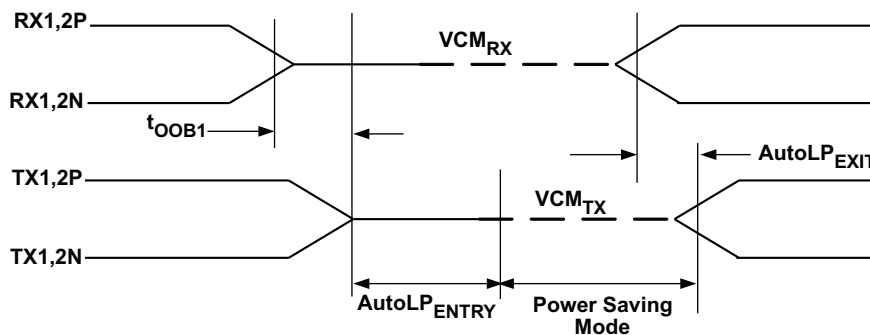 RX1,2P
VCMRX
RX1,2N
tOOB1
AutoLPEXIT
TX1,2P
VCMTX
TX1,2N
AutoLPENTRY
Power Saving
Mode